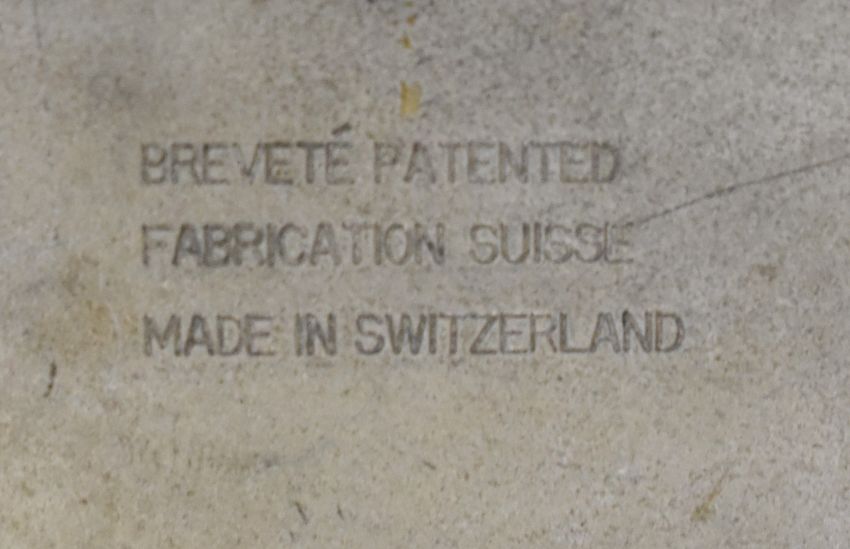 BREVETÉ PATENTED
FABRICATION SUISSE
MADE IN SWITZERLAND